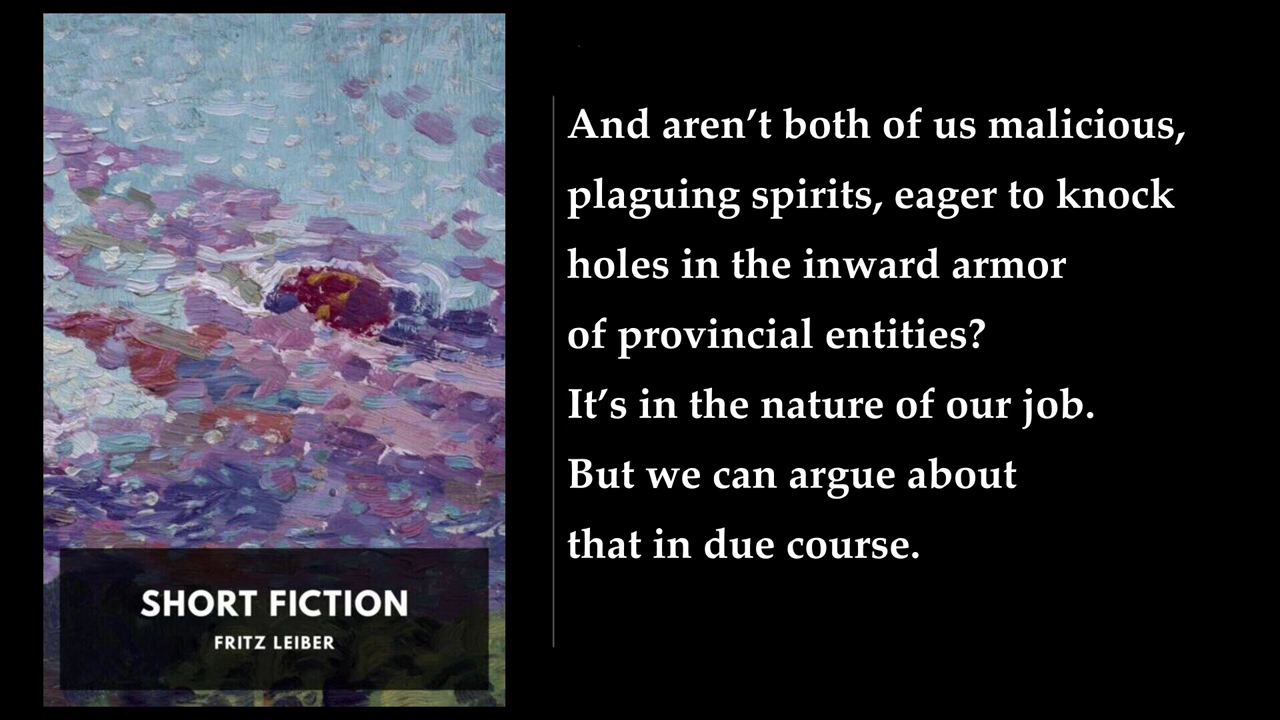 And aren’t both of us malicious,
plaguing spirits, eager to knock
holes in the inward armor
of provincial entities?
It’s in the nature of our job.
But we can argue about
that in due course.
SHORT FICTION
FRITZ LEIBER